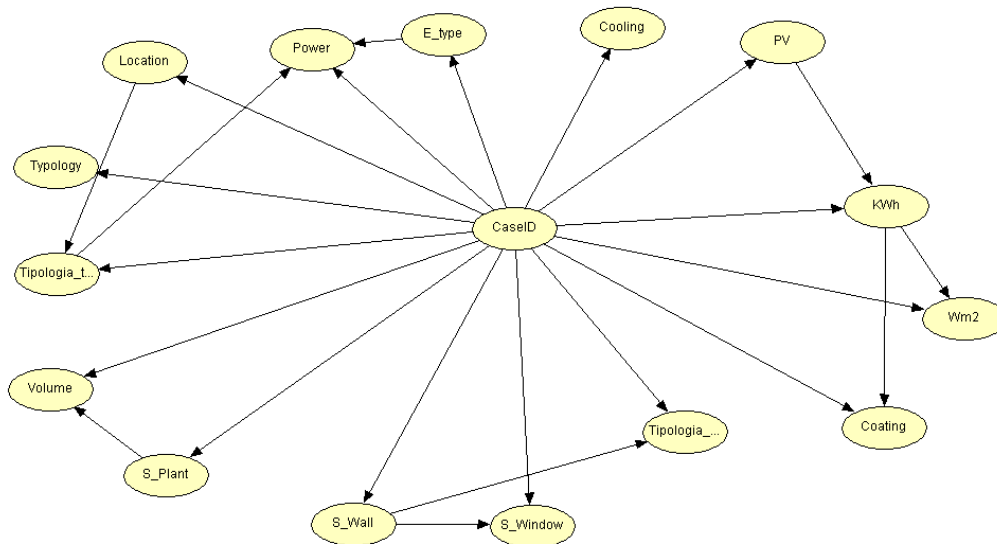 Cooling
E_type
PV
Power
Location
Typology
KWh
CaseID
Tipologia_t...
Wm2
Volume
Coating
Tipologia_...
S_Plant
S_Wall
S_Window